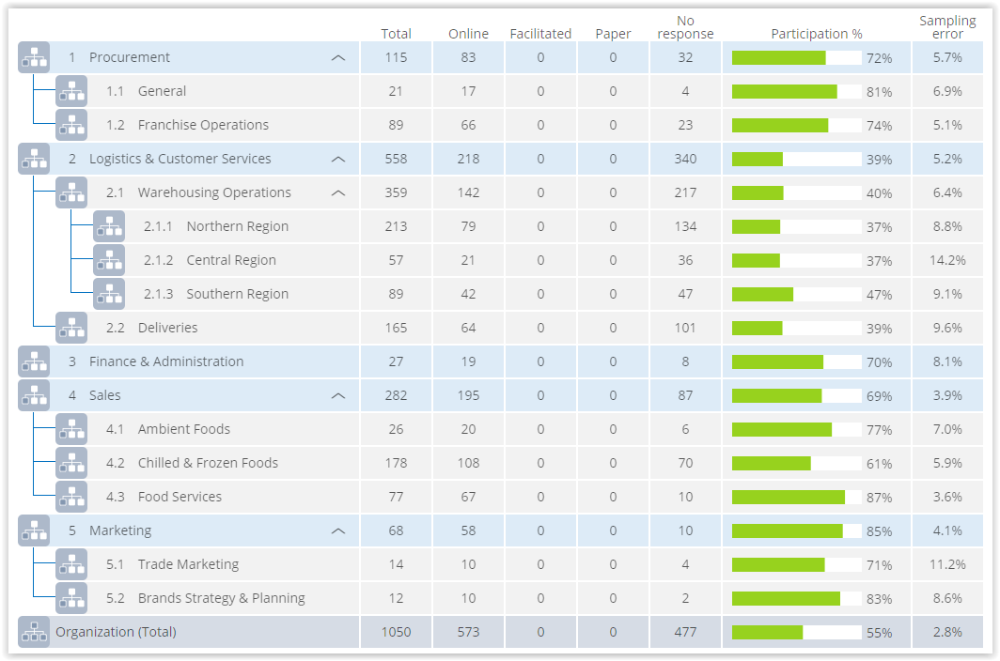 Total Online Facilitated Paper No response Participation % Sampling error
1 Procurement 115 83 0 0 32 72% 5.7%
1.1 General 21 17 0 0 4 81% 6.9%
1.2 Franchise Operations 89 66 0 0 23 74% 5.1%
2 Logistics & Customer Services 558 218 0 0 340 39% 5.2%
2.1 Warehousing Operations 359 142 0 0 217 40% 6.4%
2.1.1 Northern Region 213 79 0 0 134 37% 8.8%
2.1.2 Central Region 57 21 0 0 36 37% 14.2%
2.1.3 Southern Region 89 42 0 0 47 47% 9.1%
2.2 Deliveries 165 64 0 0 101 39% 9.6%
3 Finance & Administration 27 19 0 0 8 70% 8.1%
4 Sales 282 195 0 0 87 69% 3.9%
4.1 Ambient Foods 26 20 0 0 6 77% 7.0%
4.2 Chilled & Frozen Foods 178 108 0 0 70 61% 5.9%
4.3 Food Services 77 67 0 0 10 87% 3.6%
5 Marketing 68 58 0 0 10 85% 4.1%
5.1 Trade Marketing 14 10 0 0 4 71% 11.2%
5.2 Brands Strategy & Planning 12 10 0 0 2 83% 8.6%
Organization (Total) 1050 573 0 0 477 55% 2.8%